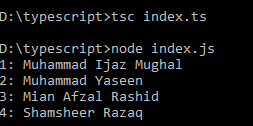 D:\typescript>tsc index.ts
D:\typescript>node index.js
1: Muhammad Ijaz Mughal
2: Muhammad Yaseen
3: Mian Afzal Rashid
4: Shamsheer Razaq